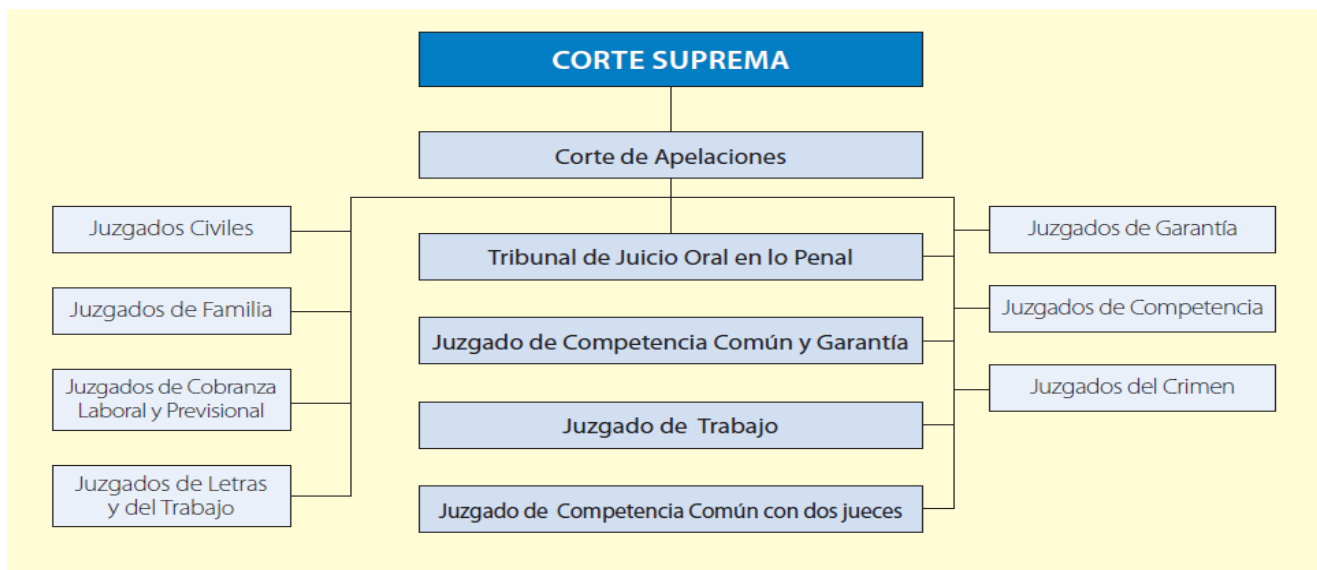 CORTE SUPREMA
Corte de Apelaciones
Juzgados Civiles
Juzgados de Familia
Juzgados de Cobranza
Laboral y Previsional
Juzgados de Letras
y del Trabajo
Tribunal de Juicio Oral en lo Penal
Juzgado de Competencia Común y Garantía
Juzgado de Trabajo
Juzgado de Competencia Común con dos jueces
Juzgados de Garantía
Juzgados de Competencia
Juzgados del Crimen